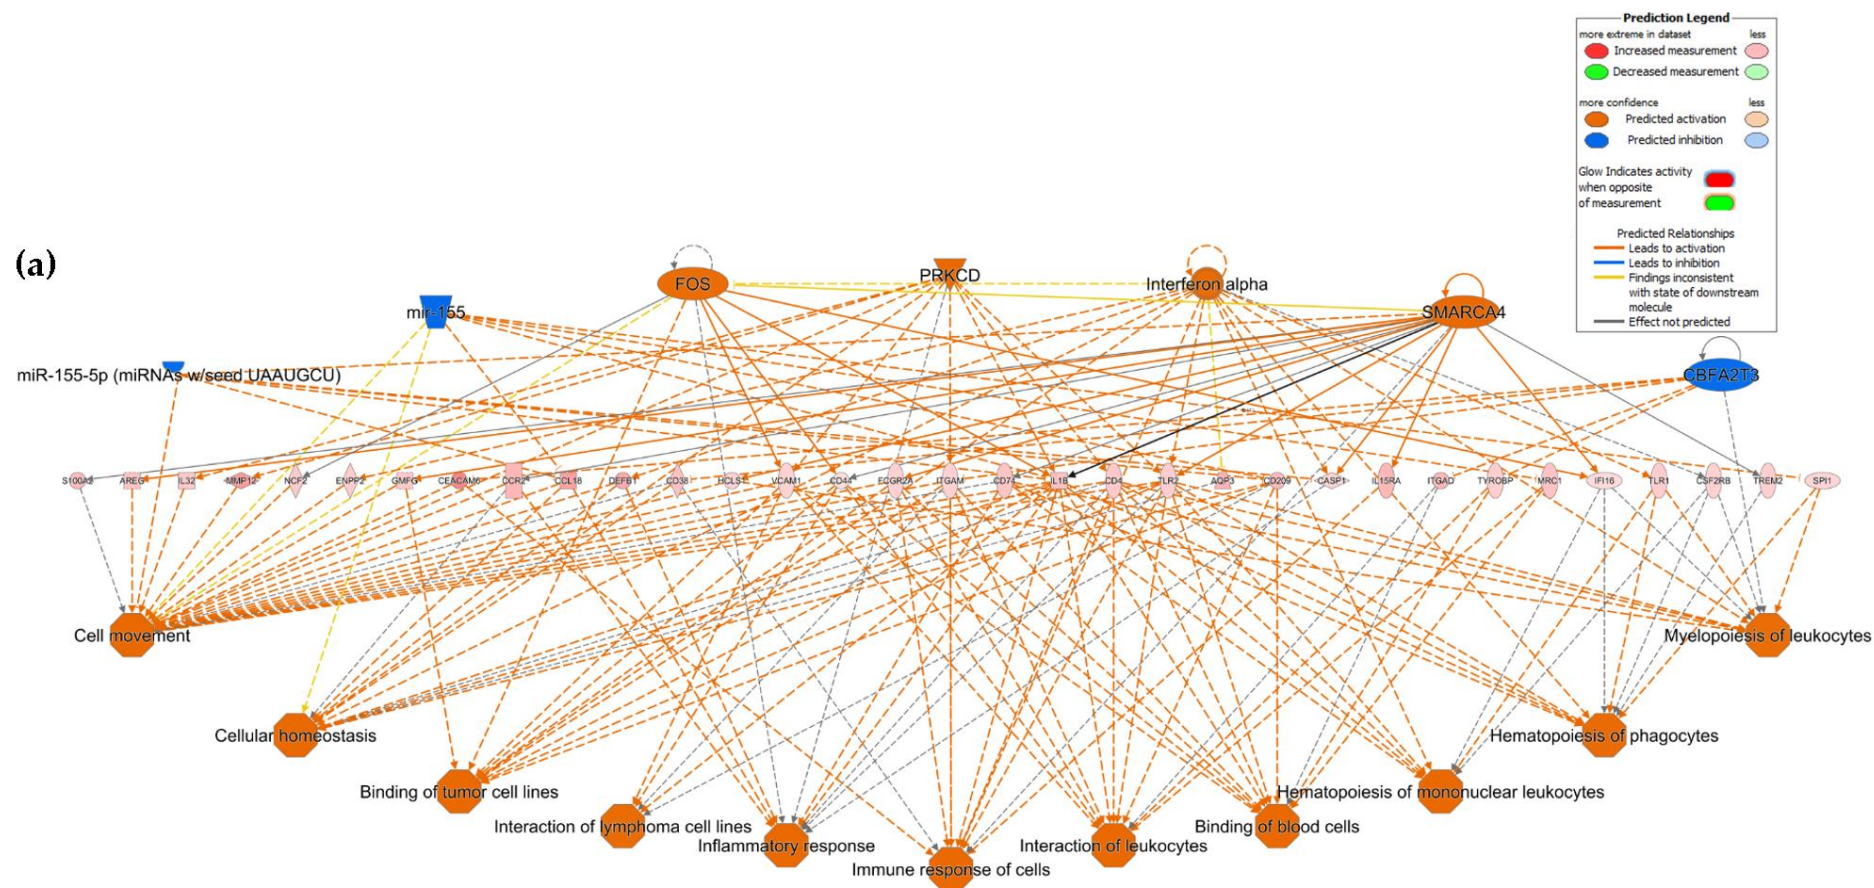 Prediction Legend
more extreme in dataset less
Increased measurement
Decreased measurement
more confidence less
Predicted activation
Predicted inhibition
Glow Indicates activity
when opposite
of measurement
Predicted Relationships
Leads to activation
Leads to inhibition
Findings inconsistent
with state of downstream
molecule
Effect not predicted
(a)
FOS
PRKCD
Interferon alpha
mir-155
SMARCA4
miR-155-5p (miRNAs w/seed UAAUGCU)
CBFA2T3
S100A2 AREG IL32 MMP12 NCF2 ENPP2 GMFG CEACAM6 CCR2 CCL18 DEFB1 CD38 HCLS1 VCAM1 CD44 FCGR2A ITGAM CD74 IL1B CD4 TLR2 AQP3 CD209 CASP1 IL15RA ITGAD TYROBP MRC1 IFI16 TLR1 CSF2RB TREM2 SPI1
Cell movement
Myelopoiesis of leukocytes
Cellular homeostasis
Hematopoiesis of phagocytes
Binding of tumor cell lines
Hematopoiesis of mononuclear leukocytes
Interaction of lymphoma cell lines
Binding of blood cells
Inflammatory response
Interaction of leukocytes
Immune response of cells